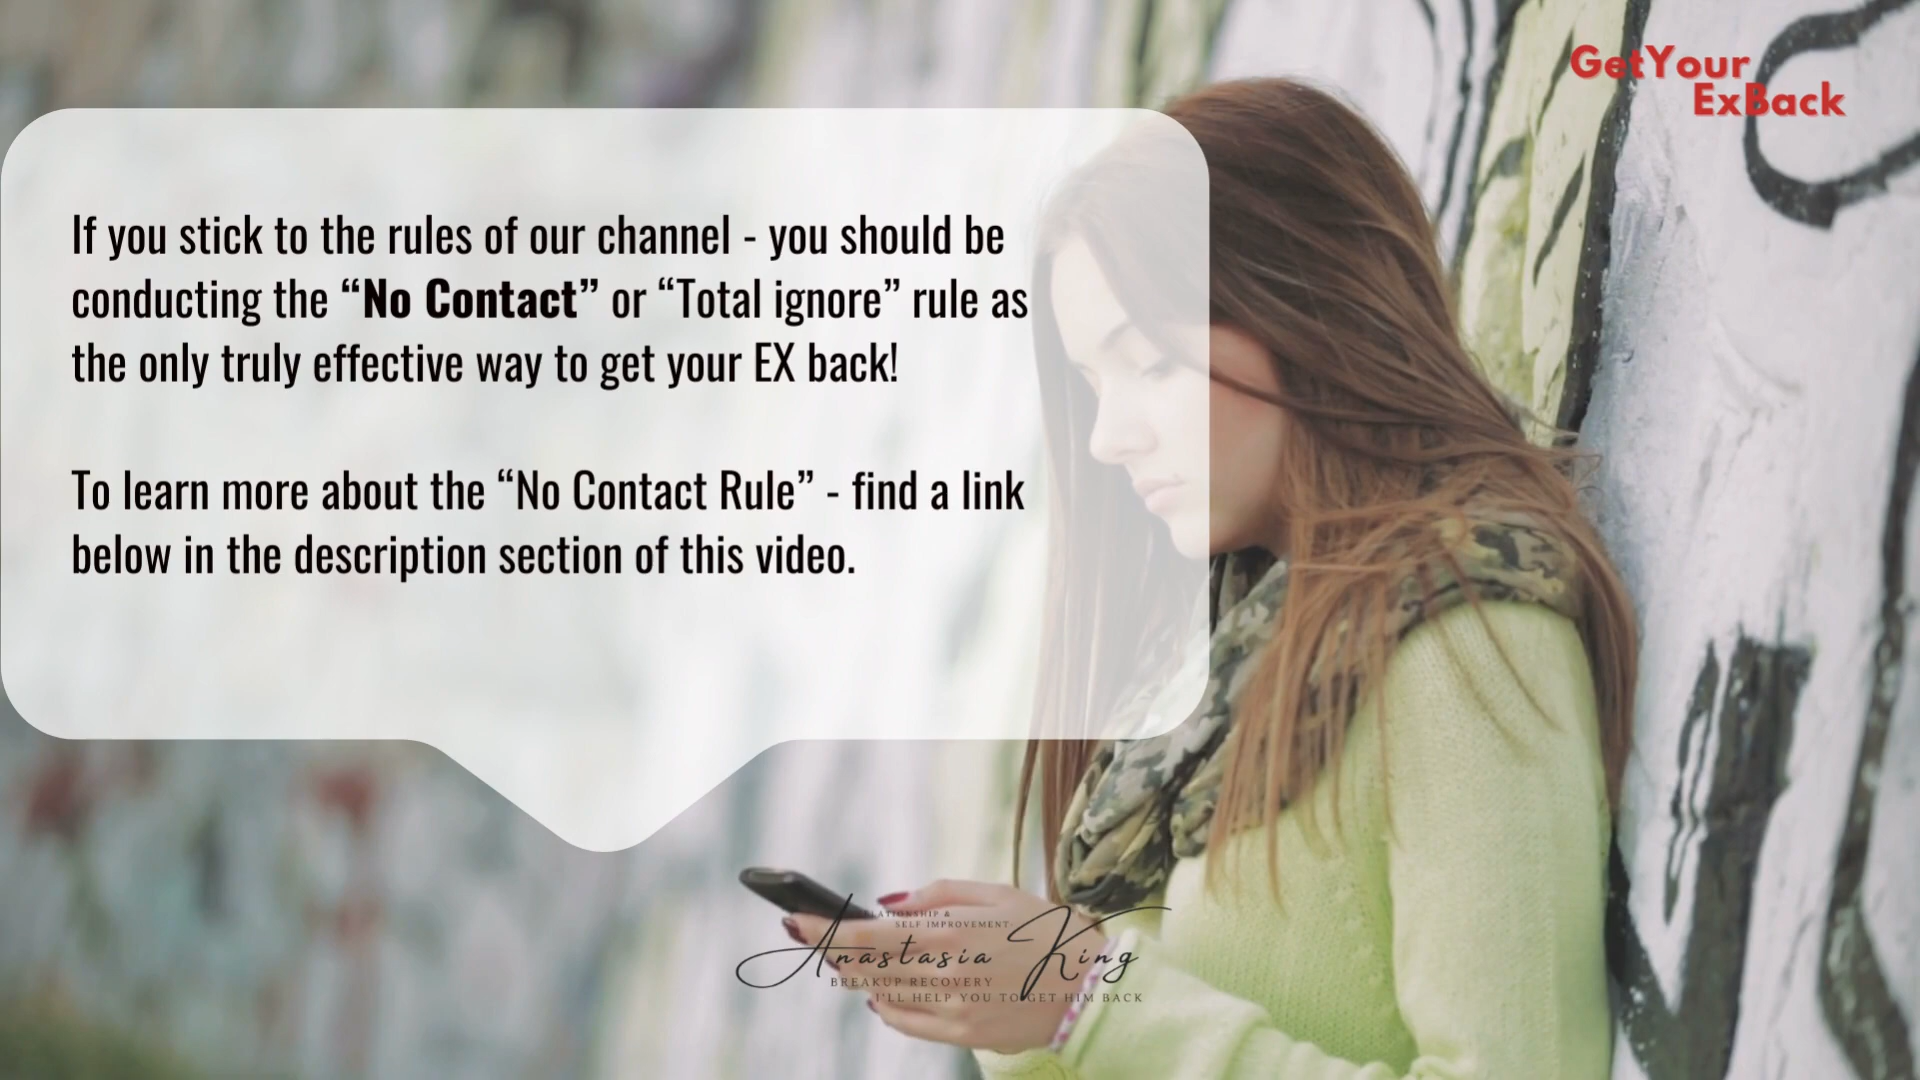 GetYour
ExBack
If you stick to the rules of our channel - you should be
conducting the “No Contact” or “Total ignore” rule as
the only truly effective way to get your EX back!
To learn more about the “No Contact Rule” - find a link
below in the description section of this video.
RELATIONSHIP &
SELF IMPROVEMENT
Anastasia King
BREAKUP RECOVERY
I'LL HELP YOU TO GET HIM BACK